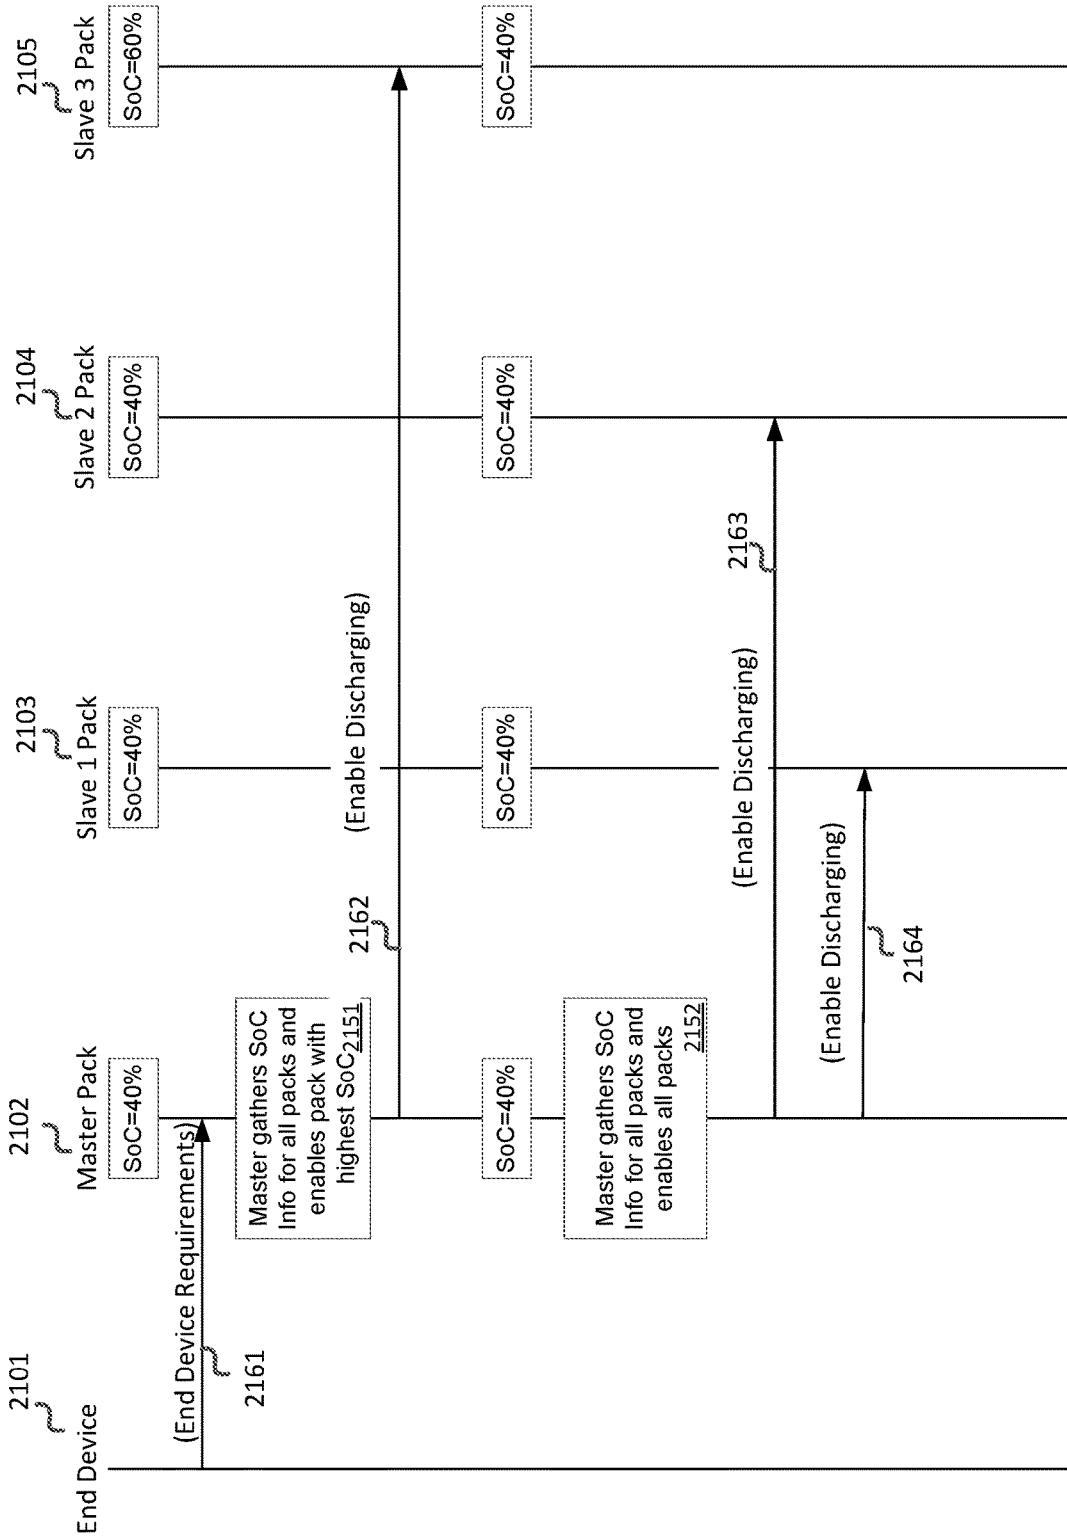 2101
End Device
2102
Master Pack
2103
Slave 1 Pack
2104
Slave 2 Pack
2105
Slave 3 Pack
SoC=40%
SoC=40%
SoC=40%
SoC=60%
(End Device Requirements)
2161
Master gathers SoC
Info for all packs and
enables pack with
highest SoC
2151
(Enable Discharging)
2162
SoC=40%
SoC=40%
SoC=40%
SoC=40%
Master gathers SoC
Info for all packs and
enables all packs
2152
(Enable Discharging)
2163
(Enable Discharging)
2164